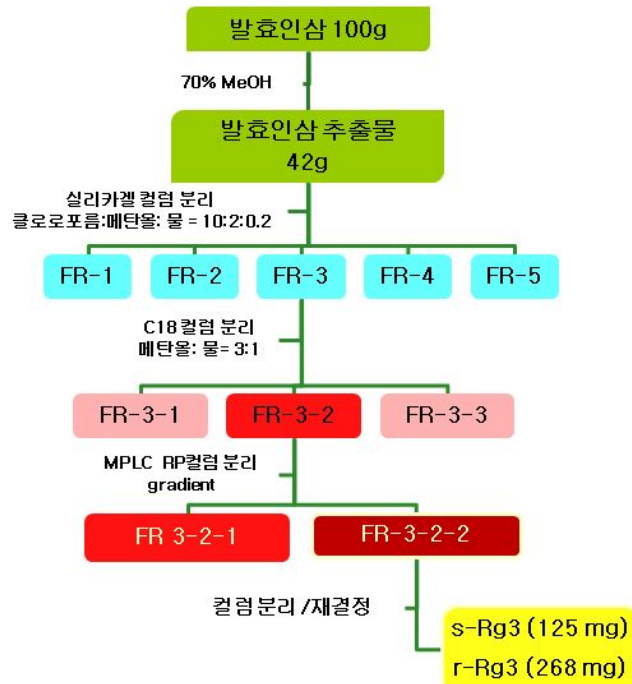 발효인삼 100g
70% MeOH
발효인삼 추출물
42g
실리카겔 컬럼 분리
클로로포름:메탄올: 물 = 10:2:0.2
FR-1
FR-2
FR-3
FR-4
FR-5
C18 컬럼 분리
메탄올: 물= 3:1
FR-3-1
FR-3-2
FR-3-3
MPLC RP컬럼 분리
gradient
FR 3-2-1
FR-3-2-2
컬럼 분리 /재결정
s-Rg3 (125 mg)
r-Rg3 (268 mg)